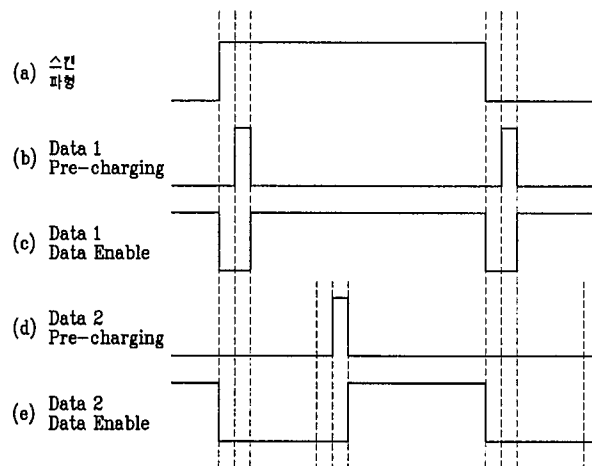 (a) 스캔
파형
(b) Data 1
Pre-charging
(c) Data 1
Data Enable
(d) Data 2
Pre-charging
(e) Data 2
Data Enable